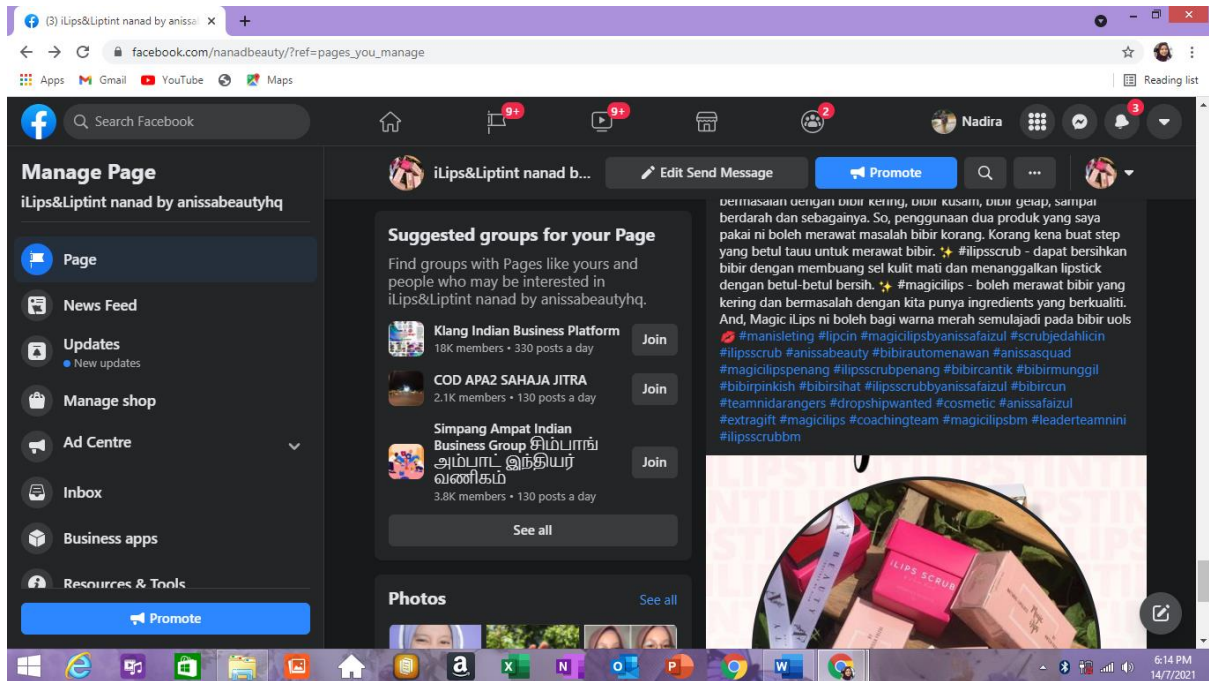 (3) iLips&Liptint nanad by anissa
facebook.com/nanadbeauty/?ref=pages_you_manage
Apps
Gmail
YouTube
Maps
Reading list
Search Facebook
9+
9+
2
Nadira
3
Manage Page
iLips&Liptint nanad by anissabeautyhq
Page
News Feed
Updates
New updates
Manage shop
Ad Centre
Inbox
Business apps
Resources & Tools
Promote
iLips&Liptint nanad b...
Edit Send Message
Promote
Suggested groups for your Page
Find groups with Pages like yours and
people who may be interested in
iLips&Liptint nanad by anissabeautyhq.
Klang Indian Business Platform
18K members • 330 posts a day
Join
COD APA2 SAHAJA JITRA
2.1K members • 130 posts a day
Join
Simpang Ampat Indian
Business Group சிம்பாங்
அம்பாட் இந்தியர்
வணிகம்
3.8K members • 130 posts a day
Join
See all
Photos
See all
bermasalah dengan bibir kering, bibir kusam, bibir gelap, sampai
berdarah dan sebagainya. So, penggunaan dua produk yang saya
pakai ni boleh merawat masalah bibir korang. Korang kena buat step
yang betul tauu untuk merawat bibir. ✨ #ilipsscrub - dapat bersihkan
bibir dengan membuang sel kulit mati dan menanggalkan lipstick
dengan betul-betul bersih. ✨ #magicilips - boleh merawat bibir yang
kering dan bermasalah dengan kita punya ingredients yang berkualiti.
And, Magic iLips ni boleh bagi warna merah semulajadi pada bibir uols
💋 #manisleting #lipcin #magicilipsbyanissafaizul #scrubjedahlicin
#ilipsscrub #anissabeauty #bibirautomenawan #anissasquad
#magicilipspenang #ilipsscrubpenang #bibircantik #bibirmunggil
#bibirpinkish #bibirsihat #ilipsscrubbyanissafaizul #bibircun
#teamnidarangers #dropshipwanted #cosmetic #anissafaizul
#extragift #magicilips #coachingteam #magicilipsbm #leaderteamnini
#ilipsscrubbm
ILIPS SCRUB
BEAUTY
6:14 PM
14/7/2021